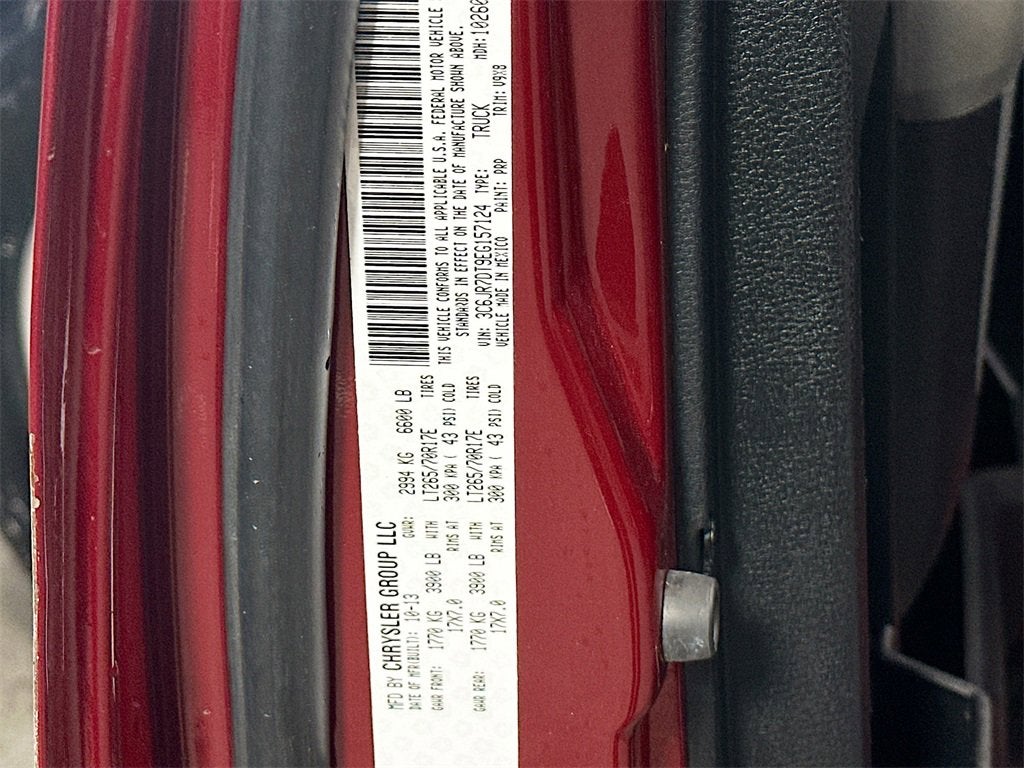 MFD BY CHRYSLER GROUP LLC
DATE OF MFR(BUILT): 10-13 GVWR: 2994 KG 6600 LB
GAWR FRONT: 1770 KG 3900 LB WITH LT265/70R17E TIRES
17X7.0 RIMS AT 300 KPA ( 43 PSI) COLD
GAWR REAR: 1770 KG 3900 LB WITH LT265/70R17E TIRES
17X7.0 RIMS AT 300 KPA ( 43 PSI) COLD
THIS VEHICLE CONFORMS TO ALL APPLICABLE U.S.A. FEDERAL MOTOR VEHICLE
STANDARDS IN EFFECT ON THE DATE OF MANUFACTURE SHOWN ABOVE.
VIN: 3C6JR7DT9EG157124 TYPE: TRUCK MDH: 10260
VEHICLE MADE IN MEXICO PAINT: PRP TRIM: V9X8